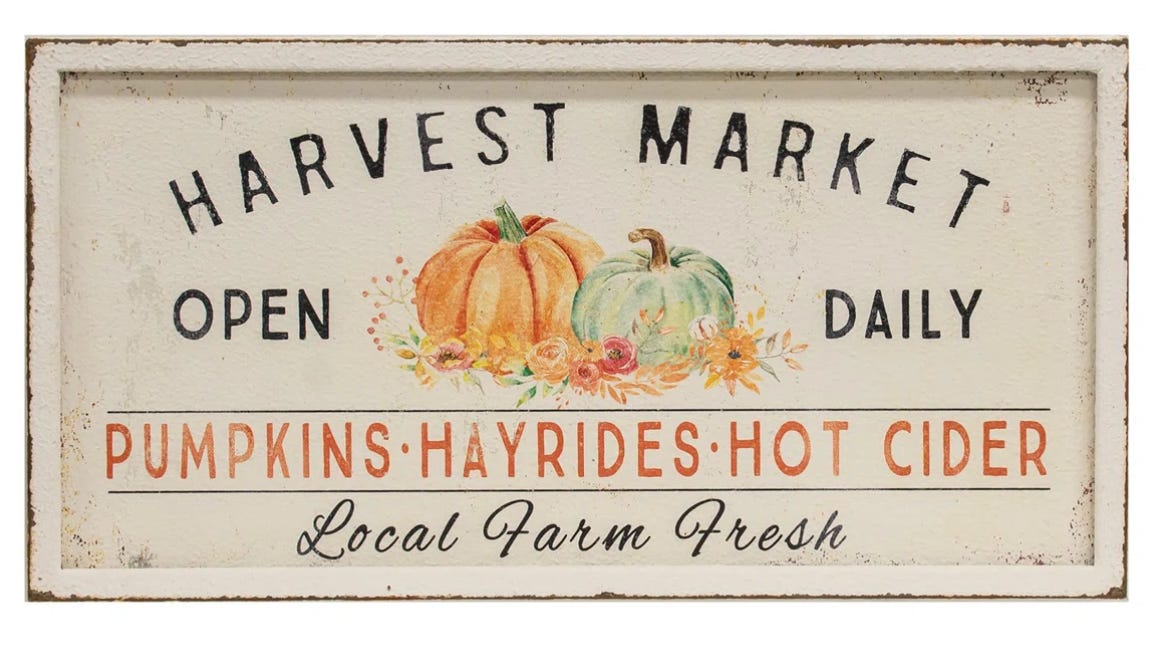 HARVEST MARKET
OPEN DAILY
PUMPKINS·HAYRIDES·HOT CIDER
Local Farm Fresh